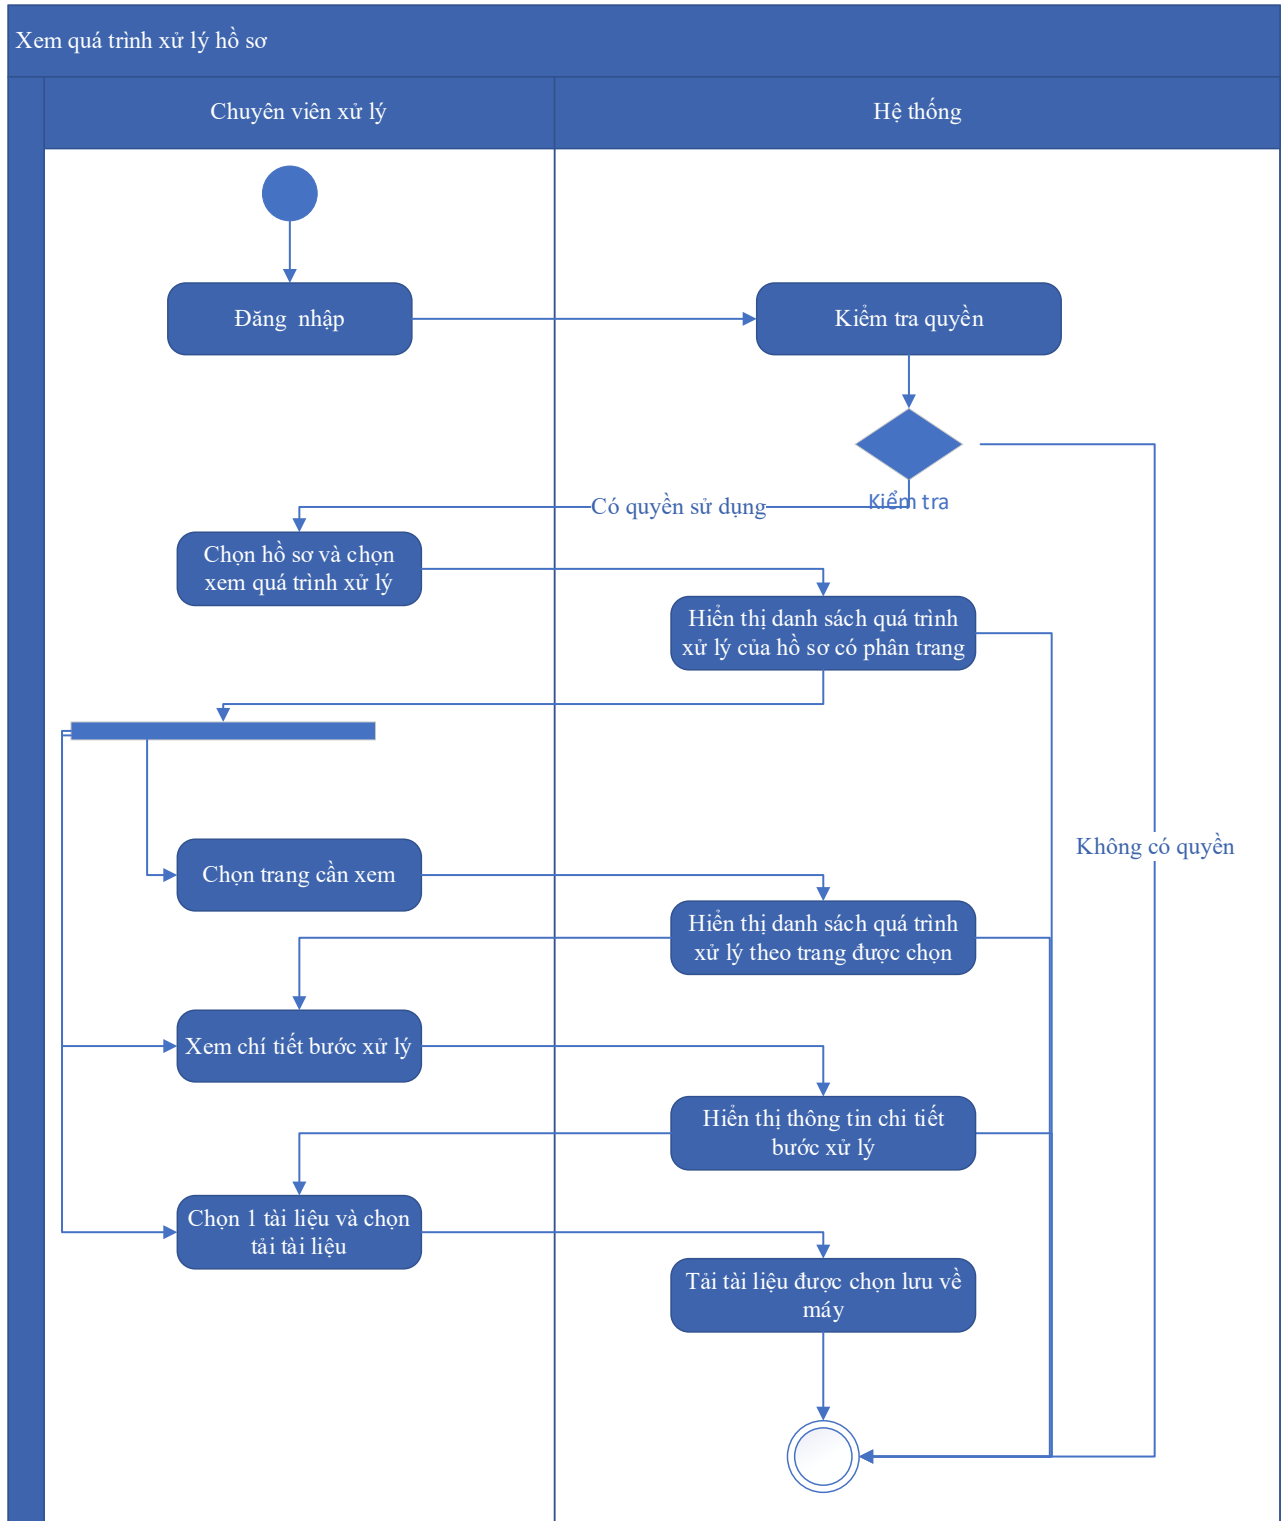 Xem quá trình xử lý hồ sơ
Chuyên viên xử lý
Hệ thống
Đăng nhập
Kiểm tra quyền
Kiểm tra
Có quyền sử dụng
Chọn hồ sơ và chọn
xem quá trình xử lý
Hiển thị danh sách quá trình
xử lý của hồ sơ có phân trang
Không có quyền
Chọn trang cần xem
Hiển thị danh sách quá trình
xử lý theo trang được chọn
Xem chí tiết bước xử lý
Hiển thị thông tin chi tiết
bước xử lý
Chọn 1 tài liệu và chọn
tải tài liệu
Tải tài liệu được chọn lưu về
máy